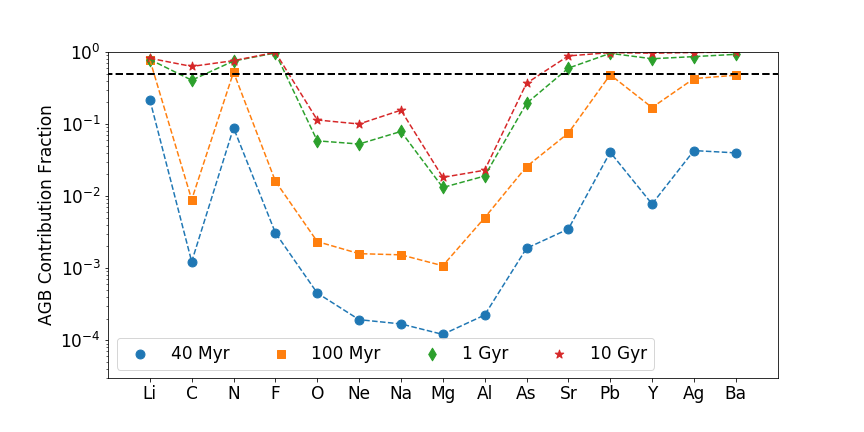 AGB Contribution Fraction
10⁰
10⁻¹
10⁻²
10⁻³
10⁻⁴
40 Myr 100 Myr 1 Gyr 10 Gyr
Li C N F O Ne Na Mg Al As Sr Pb Y Ag Ba